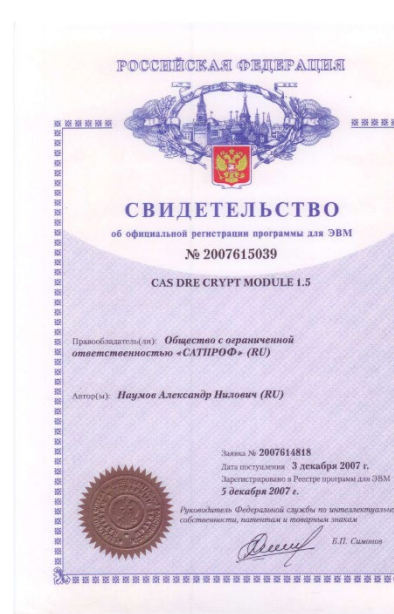 РОССИЙСКАЯ ФЕДЕРАЦИЯ
СВИДЕТЕЛЬСТВО
об официальной регистрации программы для ЭВМ
№ 2007615039
CAS DRE CRYPT MODULE 1.5
Правообладатель(ли): Общество с ограниченной
ответственностью «САТПРОФ» (RU)
Автор(ы): Наумов Александр Нилович (RU)
Заявка № 2007614818
Дата поступления 3 декабря 2007 г.
Зарегистрировано в Реестре программ для ЭВМ
5 декабря 2007 г.
Руководитель Федеральной службы по интеллектуальной
собственности, патентам и товарным знакам
Б.П. Симонов